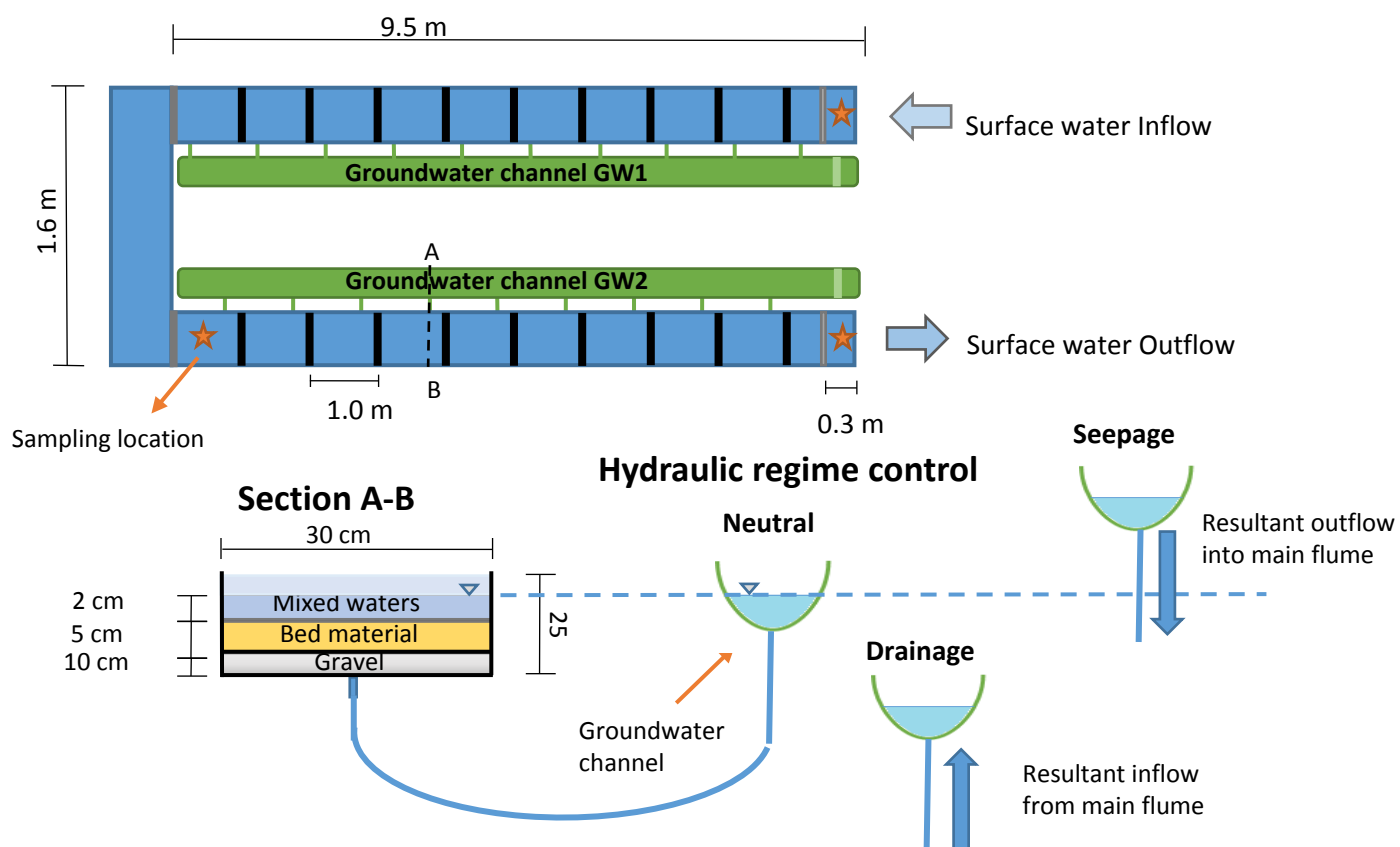 9.5 m
Surface water Inflow
Groundwater channel GW1
1.6 m
A
Groundwater channel GW2
Surface water Outflow
B
1.0 m
0.3 m
Sampling location
Seepage
Hydraulic regime control
Section A-B
Neutral
30 cm
Resultant outflow
into main flume
2 cm
Mixed waters
5 cm
Bed material
25
10 cm
Gravel
Drainage
Groundwater
channel
Resultant inflow
from main flume